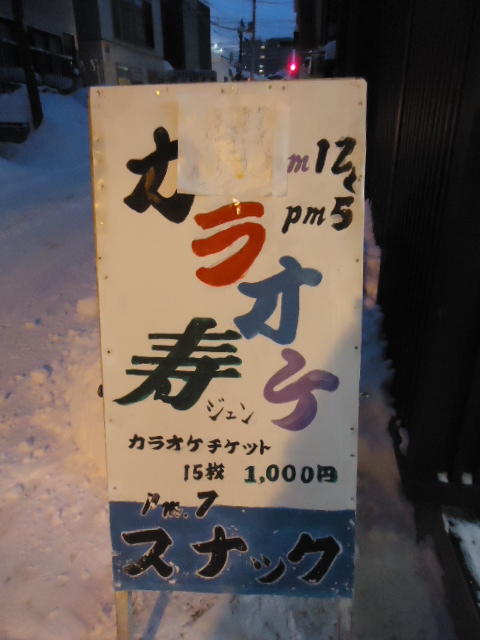 カラオケ
m12〜
pm5
寿
ジュン
カラオケチケット
15枚 1,000円
Pm.7
スナック